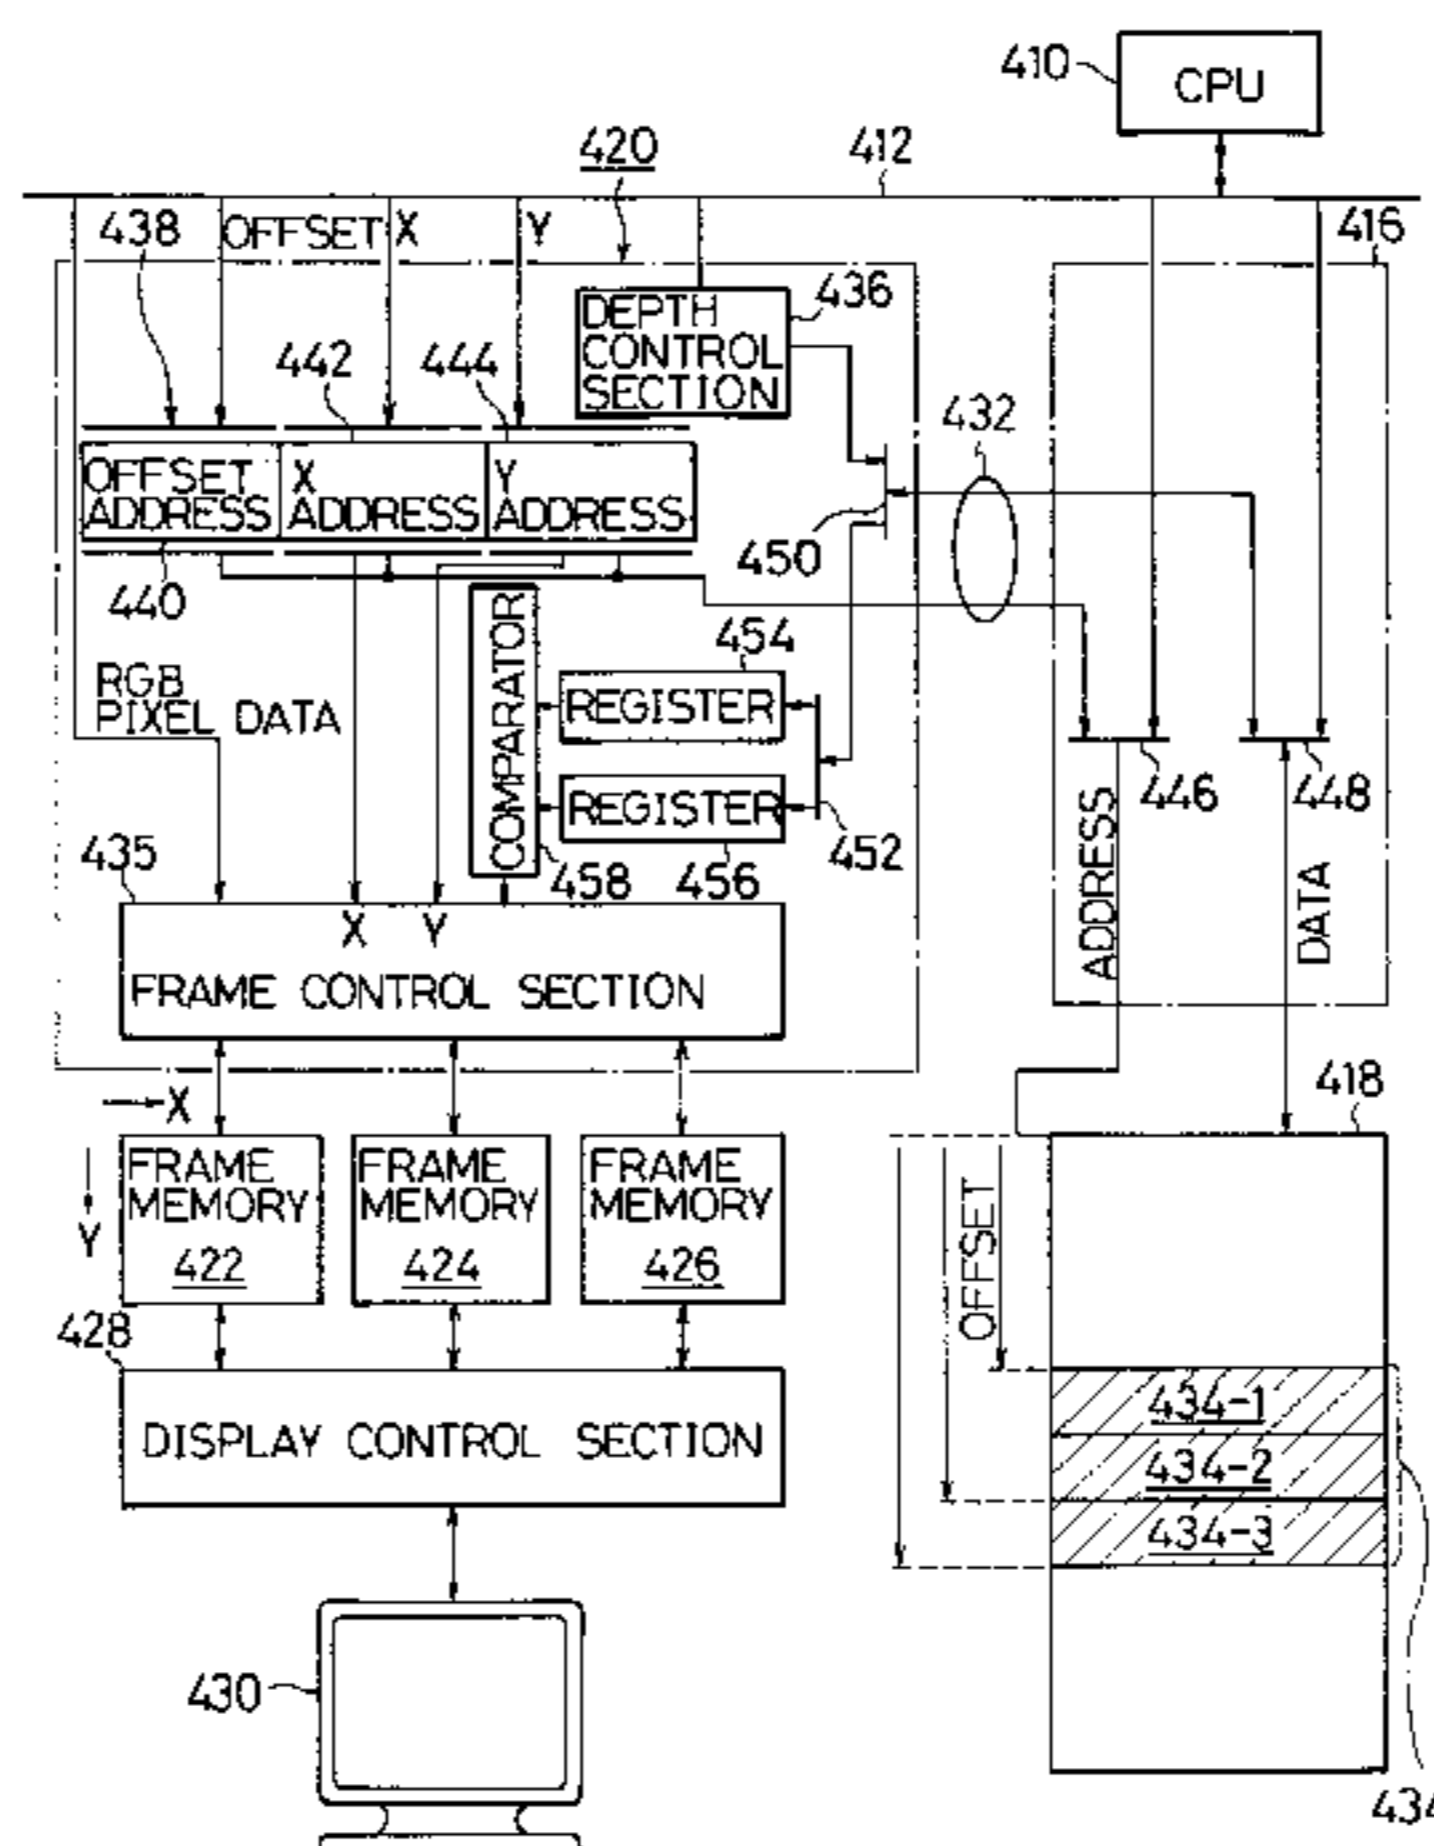 410
CPU
420
412
438
OFFSET
X
Y
416
DEPTH
CONTROL
SECTION
436
442
444
432
OFFSET
ADDRESS
X
ADDRESS
Y
ADDRESS
450
440
COMPARATOR
454
RGB
PIXEL DATA
REGISTER
REGISTER
446
448
452
435
458
456
ADDRESS
DATA
X
Y
FRAME CONTROL SECTION
X
418
Y
FRAME
MEMORY
422
FRAME
MEMORY
424
FRAME
MEMORY
426
OFFSET
428
434-1
DISPLAY CONTROL SECTION
434-2
434-3
430
434